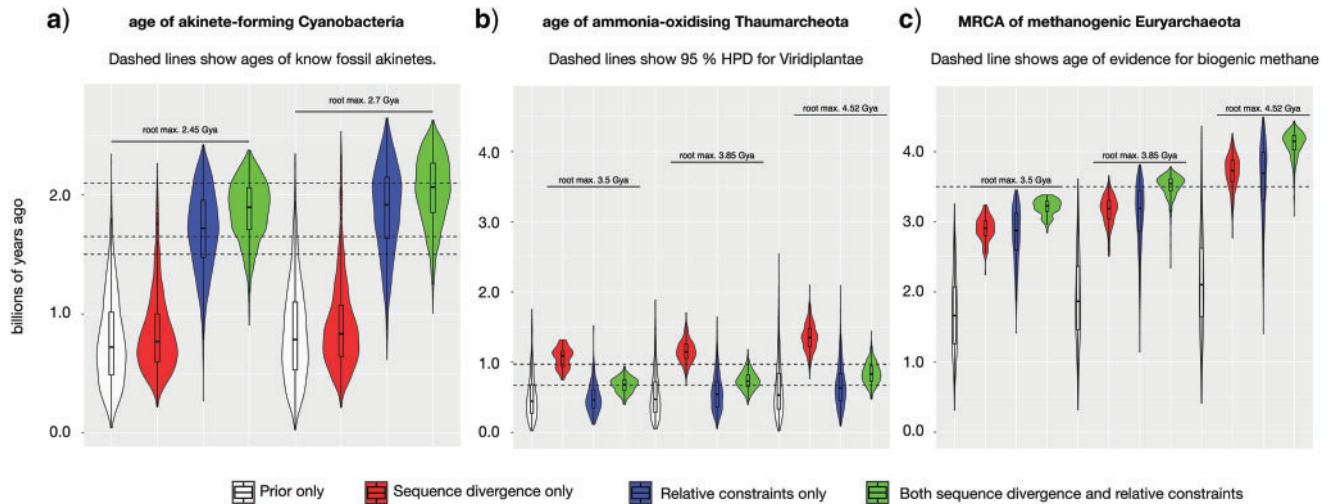 a)
age of akinete-forming Cyanobacteria
Dashed lines show ages of know fossil akinetes.
root max. 2.7 Gya
root max. 2.45 Gya
billions of years ago
2.0
1.0
0.0
b)
age of ammonia-oxidising Thaumarcheota
Dashed lines show 95 % HPD for Viridiplantae
root max. 4.52 Gya
root max. 3.85 Gya
root max. 3.5 Gya
4.0
3.0
2.0
1.0
0.0
c)
MRCA of methanogenic Euryarchaeota
Dashed line shows age of evidence for biogenic methane
root max. 4.52 Gya
root max. 3.85 Gya
root max. 3.5 Gya
4.0
3.0
2.0
1.0
0.0
Prior only
Sequence divergence only
Relative constraints only
Both sequence divergence and relative constraints